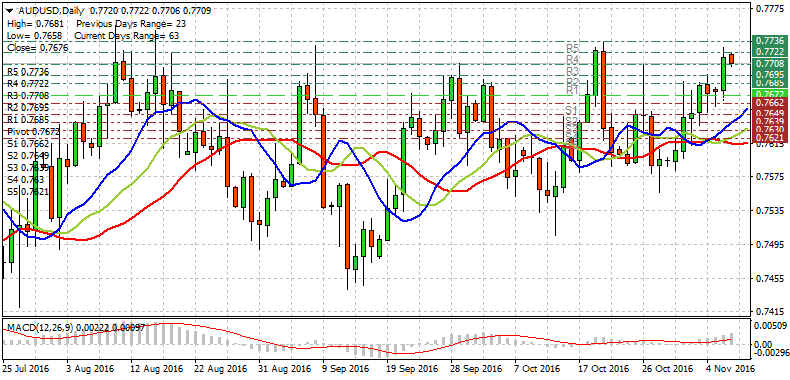 AUDUSD,Daily 0.7720 0.7722 0.7706 0.7709
High= 0.7681 Previous Days Range= 23
Low= 0.7658 Current Days Range= 63
Close= 0.7676
R5 0.7736
R4 0.7722
R3 0.7708
R2 0.7695
R1 0.7685
Pivot 0.7672
S1 0.7662
S2 0.7649
S3 0.7639
S4 0.763
S5 0.7621
R5
R4
R3
R1
S1
0.7775
0.7736
0.7722
0.7708
0.7695
0.7685
0.7672
0.7662
0.7649
0.7639
0.7630
0.7621
0.7615
0.7575
0.7535
0.7495
0.7455
0.7415
MACD(12,26,9) 0.00222 0.00097
0.00509
0.00
-0.00296
25 Jul 2016
3 Aug 2016
12 Aug 2016
22 Aug 2016
31 Aug 2016
9 Sep 2016
19 Sep 2016
28 Sep 2016
7 Oct 2016
17 Oct 2016
26 Oct 2016
4 Nov 2016